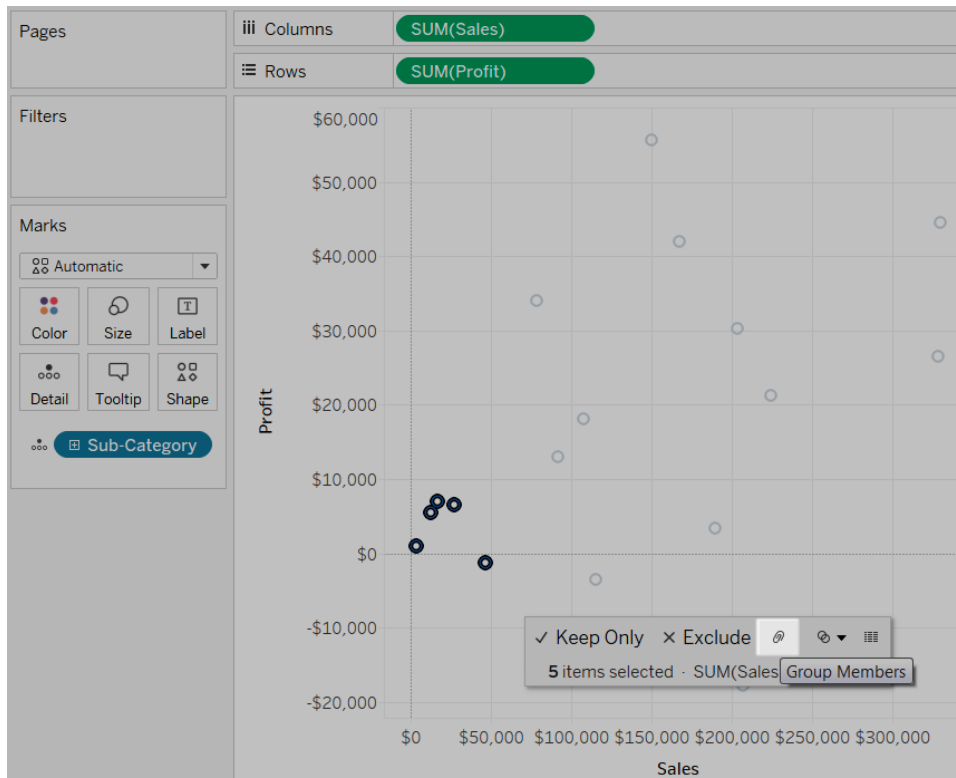 Pages
Columns
SUM(Sales)
Rows
SUM(Profit)
Filters
Marks
Automatic
Color
Size
T
Label
Detail
Tooltip
Shape
Sub-Category
$60,000
$50,000
$40,000
$30,000
$20,000
$10,000
$0
-$10,000
-$20,000
Profit
Keep Only
Exclude
5 items selected · SUM(Sales
Group Members
$0 $50,000 $100,000 $150,000 $200,000 $250,000 $300,000
Sales